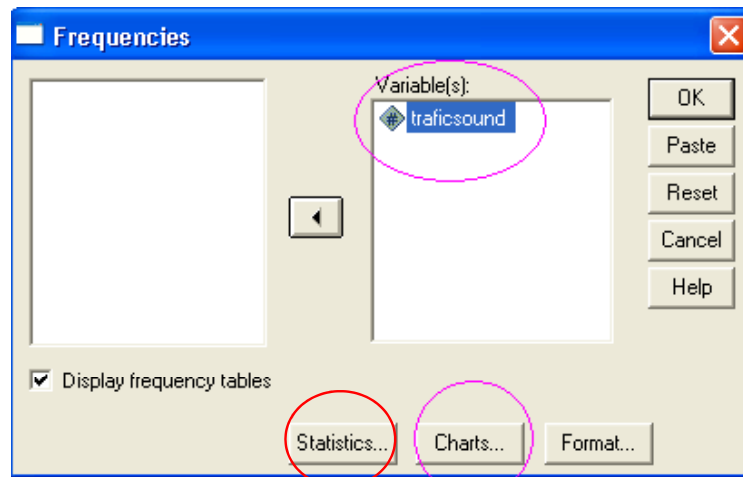 Frequencies
Variable(s):
# traficsound
OK
Paste
Reset
Cancel
Help
Display frequency tables
Statistics...
Charts...
Format...